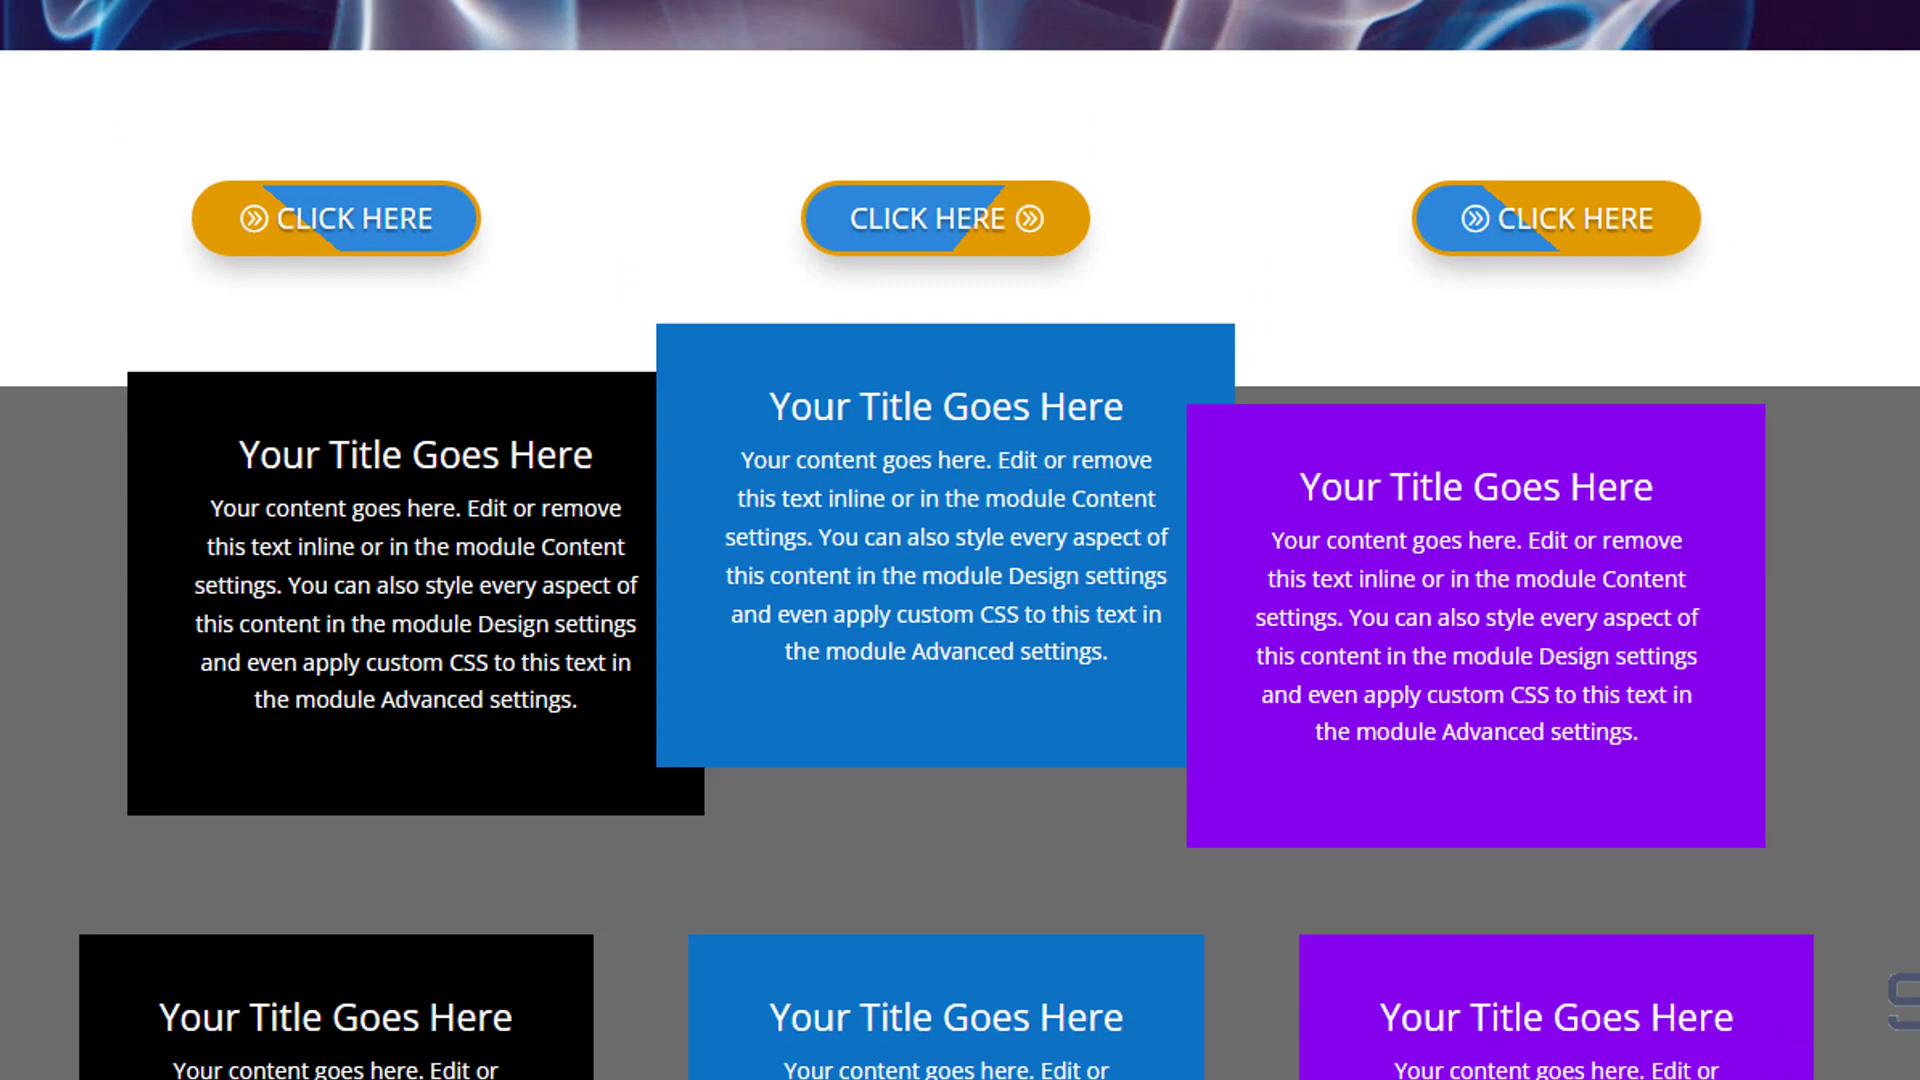 CLICK HERE
CLICK HERE
CLICK HERE
Your Title Goes Here
Your content goes here. Edit or remove
this text inline or in the module Content
settings. You can also style every aspect of
this content in the module Design settings
and even apply custom CSS to this text in
the module Advanced settings.
Your Title Goes Here
Your content goes here. Edit or remove
this text inline or in the module Content
settings. You can also style every aspect of
this content in the module Design settings
and even apply custom CSS to this text in
the module Advanced settings.
Your Title Goes Here
Your content goes here. Edit or remove
this text inline or in the module Content
settings. You can also style every aspect of
this content in the module Design settings
and even apply custom CSS to this text in
the module Advanced settings.
Your Title Goes Here
Your content goes here. Edit or
Your Title Goes Here
Your content goes here. Edit or
Your Title Goes Here
Your content goes here. Edit or